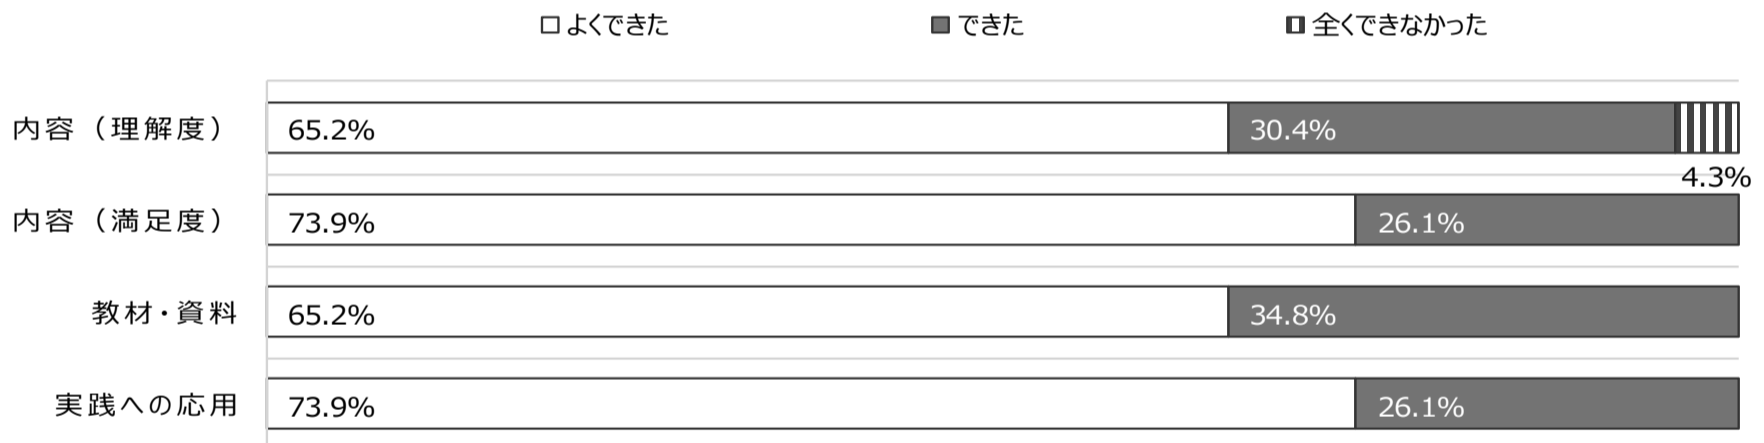 よくできた できた 全くできなかった
内容（理解度） 65.2% 30.4% 4.3%
内容（満足度） 73.9% 26.1%
教材・資料 65.2% 34.8%
実践への応用 73.9% 26.1%